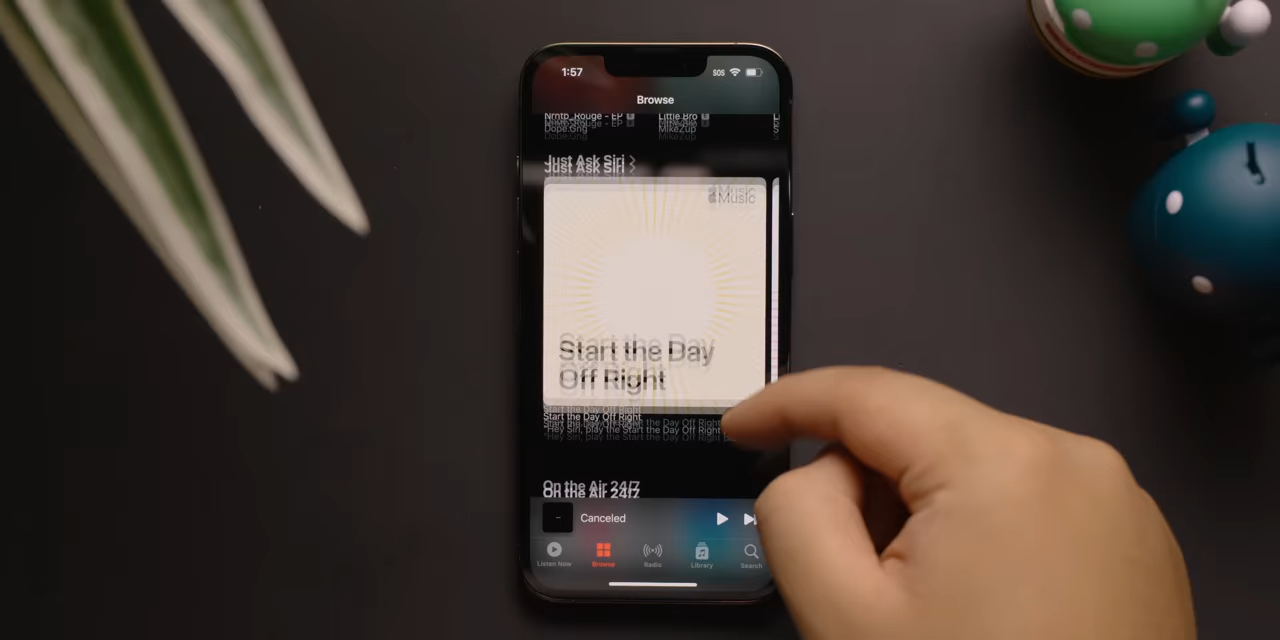 1:57
SOS
Browse
Nrntb_Rouge - EP
Little Bro
Dope.Gng
MikeZup
Just Ask Siri
Music
Start the Day
Off Right
Start the Day Off Right
"Hey Siri, play the Start the Day Off Right
On the Air 24/7
Canceled
Listen Now
Browse
Radio
Library
Search